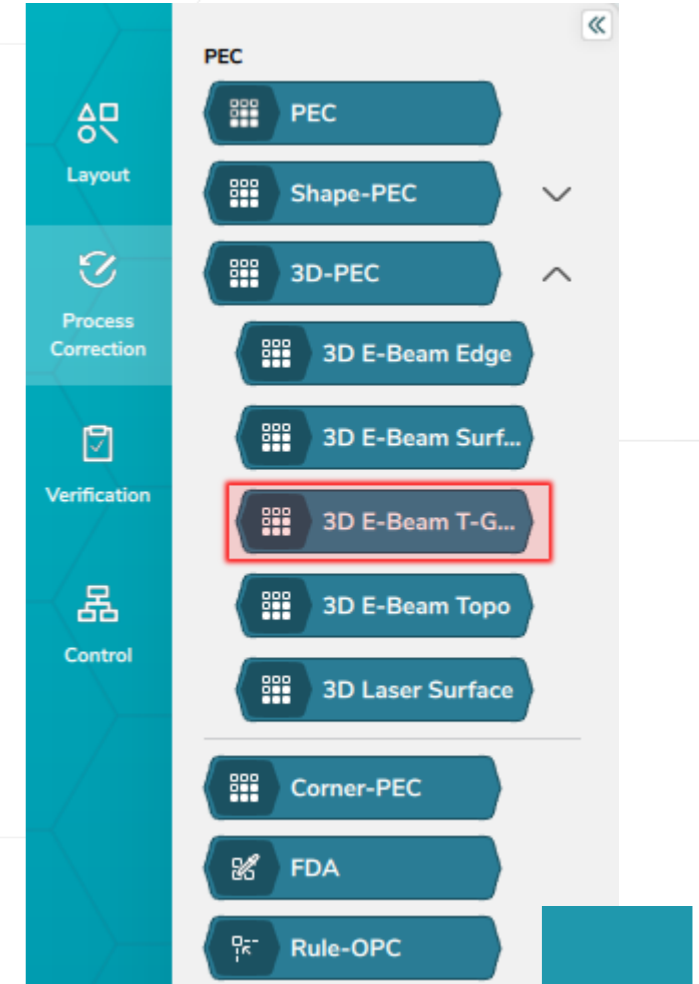 Layout
Process
Correction
Verification
Control
PEC
PEC
Shape-PEC
3D-PEC
3D E-Beam Edge
3D E-Beam Surf...
3D E-Beam T-G...
3D E-Beam Topo
3D Laser Surface
Corner-PEC
FDA
Rule-OPC